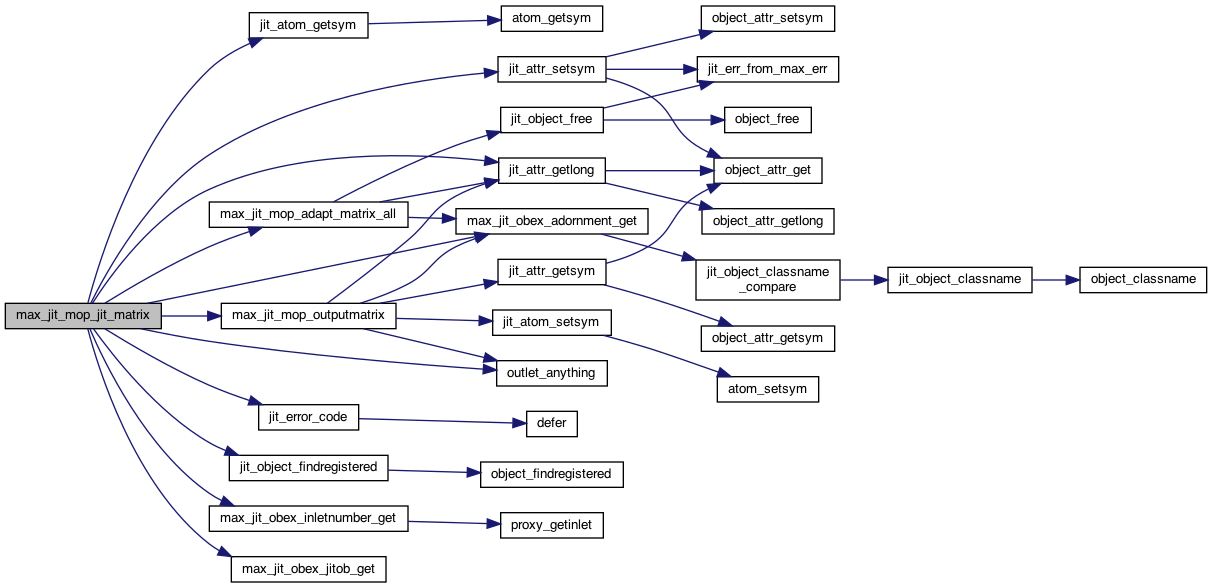 max_jit_mop_jit_matrix
jit_atom_getsym
atom_getsym
jit_attr_setsym
object_attr_setsym
jit_err_from_max_err
jit_object_free
object_free
jit_attr_getlong
object_attr_get
max_jit_mop_adapt_matrix_all
max_jit_obex_adornment_get
object_attr_getlong
jit_attr_getsym
jit_object_classname
_compare
jit_object_classname
object_classname
max_jit_mop_outputmatrix
jit_atom_setsym
object_attr_getsym
outlet_anything
atom_setsym
jit_error_code
defer
jit_object_findregistered
object_findregistered
max_jit_obex_inletnumber_get
proxy_getinlet
max_jit_obex_jitob_get